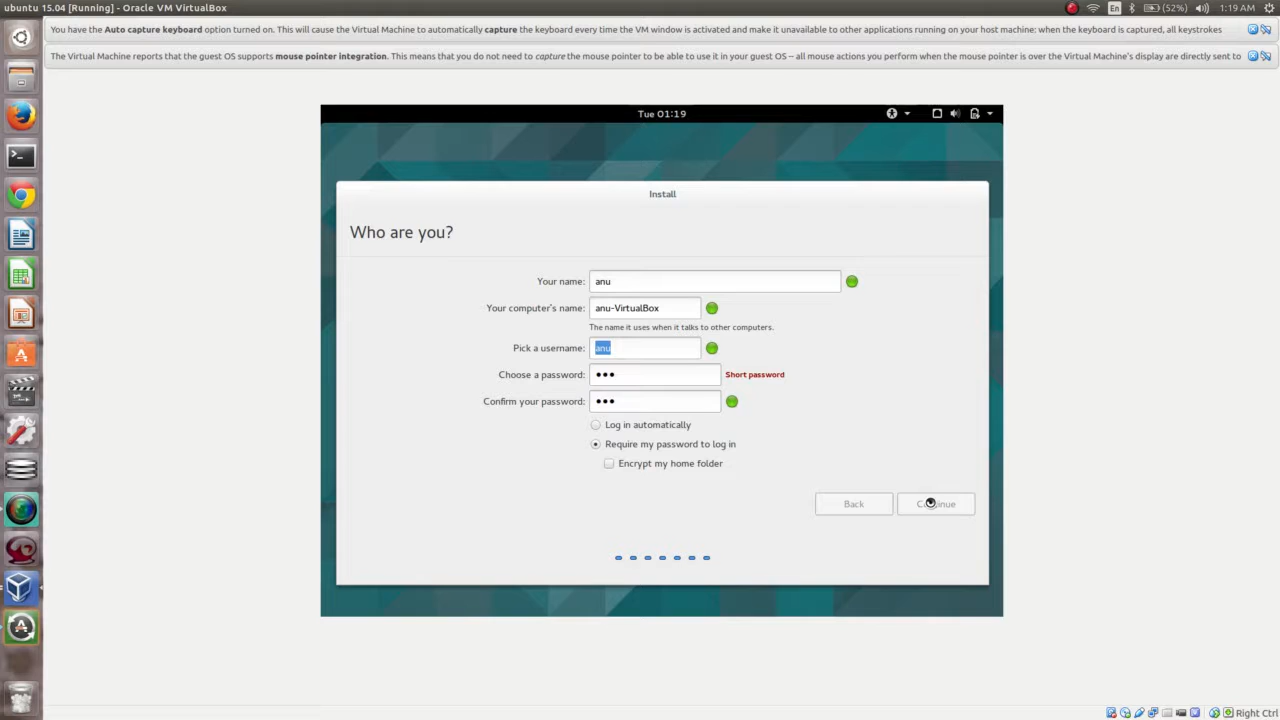 ubuntu 15.04 [Running] - Oracle VM VirtualBox
En
(52%)
1:19 AM
You have the Auto capture keyboard option turned on. This will cause the Virtual Machine to automatically capture the keyboard every time the VM window is activated and make it unavailable to other applications running on your host machine: when the keyboard is captured, all keystrokes
The Virtual Machine reports that the guest OS supports mouse pointer integration. This means that you do not need to capture the mouse pointer to be able to use it in your guest OS – all mouse actions you perform when the mouse pointer is over the Virtual Machine's display are directly sent to
Tue 01:19
Install
Who are you?
Your name: anu
Your computer's name: anu-VirtualBox
The name it uses when it talks to other computers.
Pick a username: anu
Choose a password: ●●● Short password
Confirm your password: ●●●
Log in automatically
Require my password to log in
Encrypt my home folder
Back
Continue
Right Ctrl